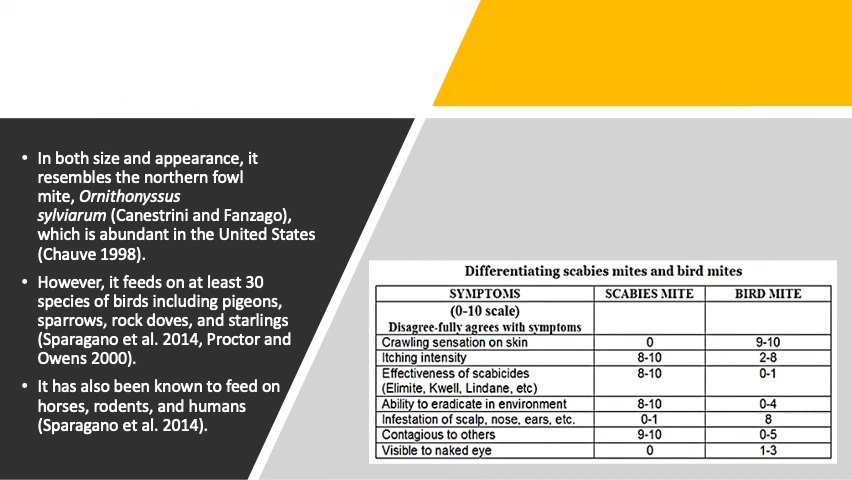 • In both size and appearance, it
resembles the northern fowl
mite, Ornithonyssus
sylviarum (Canestrini and Fanzago),
which is abundant in the United States
(Chauve 1998).
• However, it feeds on at least 30
species of birds including pigeons,
sparrows, rock doves, and starlings
(Sparagano et al. 2014, Proctor and
Owens 2000).
• It has also been known to feed on
horses, rodents, and humans
(Sparagano et al. 2014).
Differentiating scabies mites and bird mites
SYMPTOMS SCABIES MITE BIRD MITE
(0-10 scale)
Disagree-fully agrees with symptoms
Crawling sensation on skin 0 9-10
Itching intensity 8-10 2-8
Effectiveness of scabicides 8-10 0-1
(Elimite, Kwell, Lindane, etc)
Ability to eradicate in environment 8-10 0-4
Infestation of scalp, nose, ears, etc. 0-1 8
Contagious to others 9-10 0-5
Visible to naked eye 0 1-3